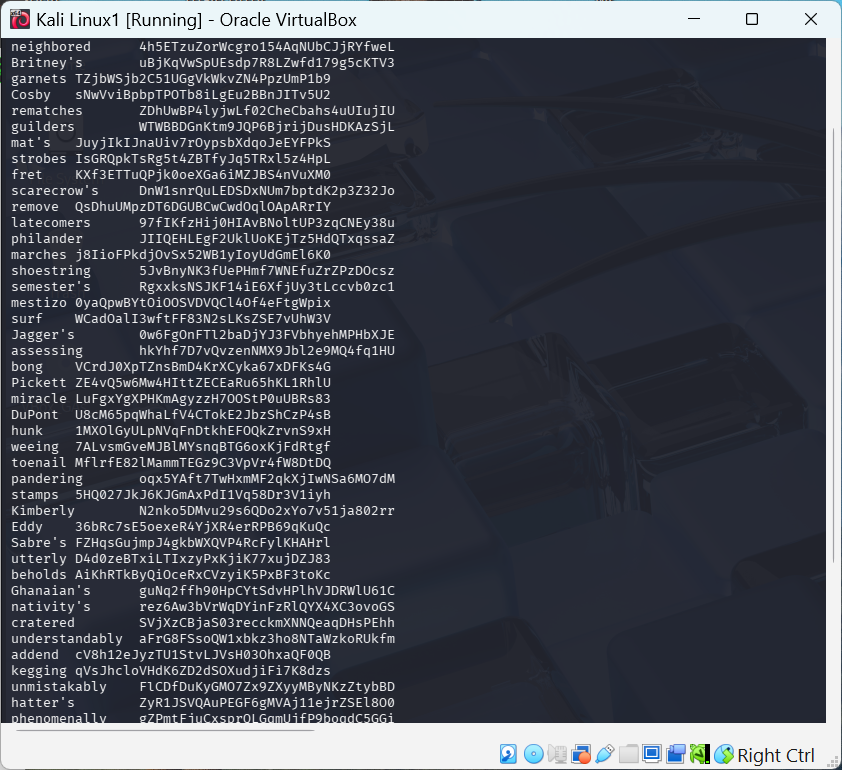 Kali Linux1 [Running] - Oracle VirtualBox
neighbored 4h5ETzuZorWcgro154AqNUbCJjRYfweL
Britney's uBjKqVwSpUEsdp7R8LZwfd179g5cKTV3
garnets TZjbWSjb2C51UGgVkWkvZN4PpzUmP1b9
Cosby sNwVviBpbpTPOTb8iLgEu2BBnJITv5U2
rematches ZDhUwBP4lyjwLf02CheCbahs4uUIujIU
guilders WTWBBDGnKtm9JQP6BjrijDusHDKAzSjL
mat's JuyjIkIJnaUiv7rOypsbXdqoJeEYFPkS
strobes IsGRQpkTsRg5t4ZBTfyJq5TRxl5z4HpL
fret KXf3ETTuQPjk0oeXGa6iMZJBS4nVuXM0
scarecrow's DnW1snrQuLEDSDxNUm7bptdK2p3Z32Jo
remove QsDhuUMpzDT6DGUBCwCwdOqlOApARrIY
latecomers 97fIKfzHij0HIAvBNoltUP3zqCNEy38u
philander JIIQEHLEgF2UklUoKEjTz5HdQTxqssaZ
marches j8IioFPkdjOvSx52WB1yIoyUdGmEl6K0
shoestring 5JvBnyNK3fUePHmf7WNEfuZrZPzDOcsz
semester's RgxxksNSJKF14iE6XfjUy3tLccvb0zc1
mestizo 0yaQpwBYtOiOOSVDVQCl4Of4eFtgWpix
surf WCadOalI3wftFF83N2sLKsZSE7vUhW3V
Jagger's 0w6FgOnFTl2baDjYJ3FVbhyehMPHbXJE
assessing hkYhf7D7vQvzenNMX9Jbl2e9MQ4fq1HU
bong VCrdJ0XpTZnsBmD4KrXCyka67xDFKs4G
Pickett ZE4vQ5w6Mw4HIttZECEaRu65hKL1RhlU
miracle LuFgxYgXPHKmAgyzzH7OOStP0uUBRs83
DuPont U8cM65pqWhaLfV4CTokE2JbzShCzP4sB
hunk 1MXOlGyULpNVqFnDtkhEFOQkZrvnS9xH
weeing 7ALvsmGveMJBlMYsnqBTG6oxKjFdRtgf
toenail MflrfE82lMammTEGz9C3VpVr4fW8DtDQ
pandering oqx5YAft7TwHxmMF2qkXjIwNSa6MO7dM
stamps 5HQ027JkJ6KJGmAxPdI1Vq58Dr3V1iyh
Kimberly N2nko5DMvu29s6QDo2xYo7v51ja802rr
Eddy 36bRc7sE5oexeR4YjXR4erRPB69qKuQc
Sabre's FZHqsGujmpJ4gkbWXQVP4RcFylKHAHrl
utterly D4d0zeBTxiLTIxzyPxKjiK77xujDZJ83
beholds AiKhRTkByQiOceRxCVzyiK5PxBF3toKc
Ghanaian's guNq2ffh90HpCYtSdvHPlhVJDRWlU61C
nativity's rez6Aw3bVrWqDYinFzRlQYX4XC3ovoGS
cratered SVjXzCBjaS03recckmXNNQeaqDHsPEhh
understandably aFrG8FSsoQW1xbkz3ho8NTaWzkoRUkfm
addend cV8h12eJyzTU1StvLJVsH03OhxaQF0QB
kegging qVsJhcloVHdK6ZD2dSOXudjiFi7K8dzs
unmistakably FlCDfDuKyGMO7Zx9ZXyyMByNKzZtybBD
hatter's ZyR1JSVQAuPEGF6gMVAj11ejrZSEl8O0
phenomenally gZPmtFjuCxsprQLGqmUjfP9boqdC5GGi
Right Ctrl